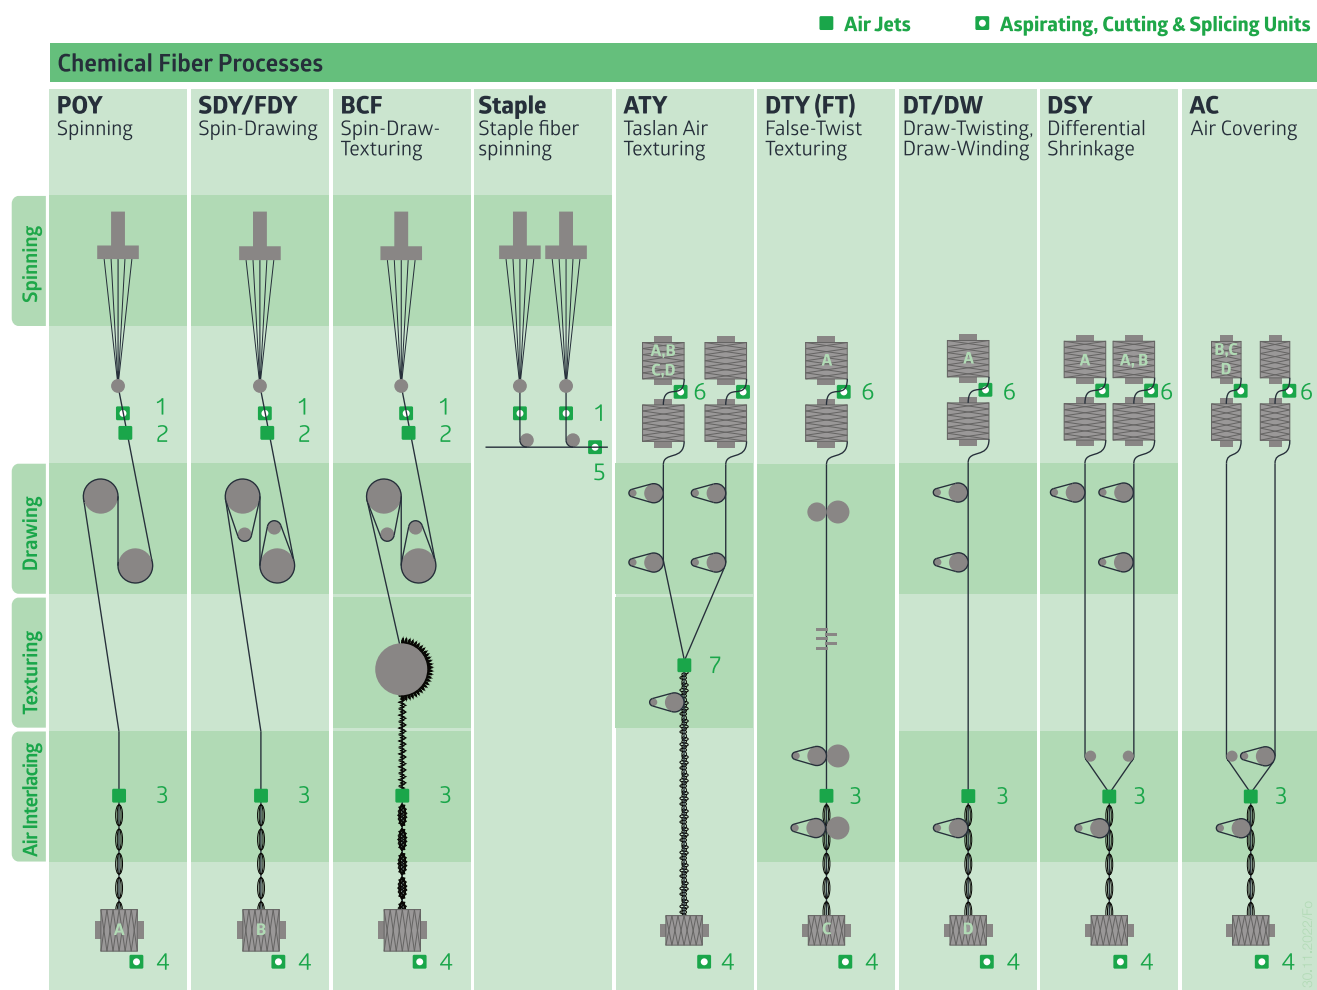 Air Jets
Aspirating, Cutting & Splicing Units
Chemical Fiber Processes
POY
Spinning
SDY/FDY
Spin-Drawing
BCF
Spin-Draw-
Texturing
Staple
Staple fiber
spinning
ATY
Taslan Air
Texturing
DTY (FT)
False-Twist
Texturing
DT/DW
Draw-Twisting,
Draw-Winding
DSY
Differential
Shrinkage
AC
Air Covering
Spinning
A,B
C,D
A
A
A
A,B
B,C
D
6
6
6
6
6
1
1
1
1
2
2
2
5
Drawing
Texturing
7
Air Interlacing
3
3
3
3
3
3
3
A
B
C
D
4
4
4
4
4
4
4
4
30.11.2022/Fo